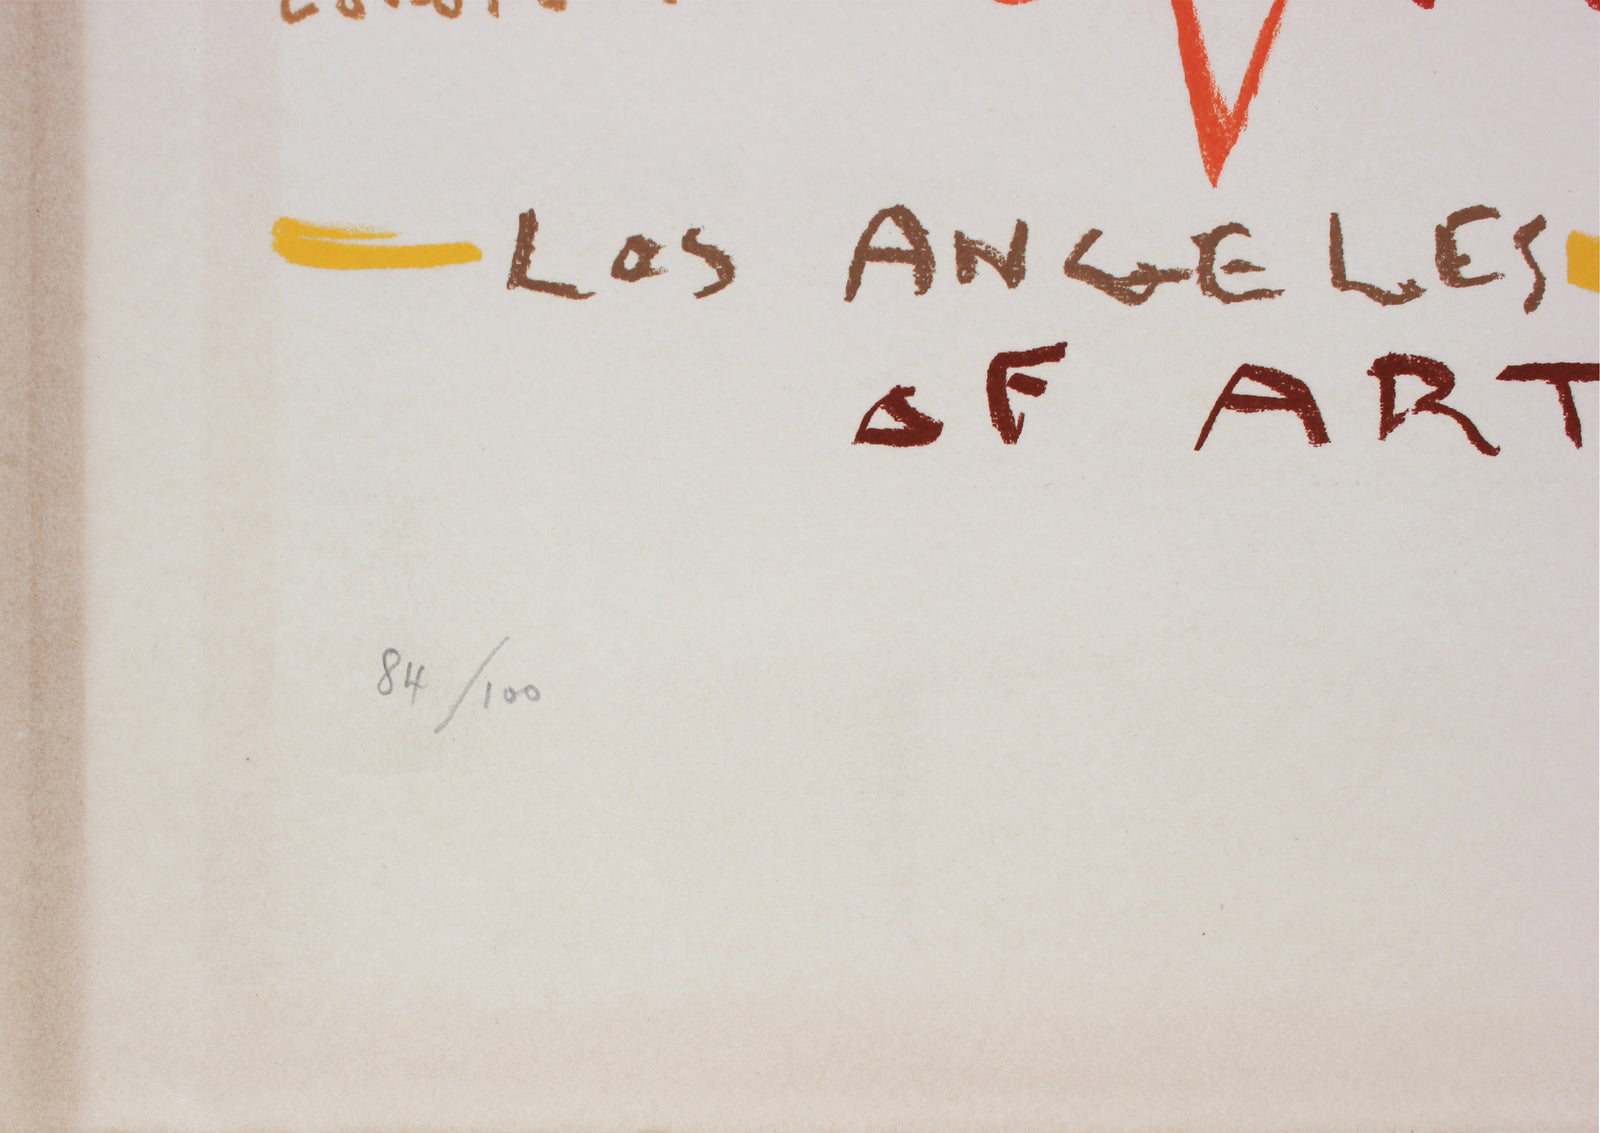 LOS ANGELES
OF ART
84/100